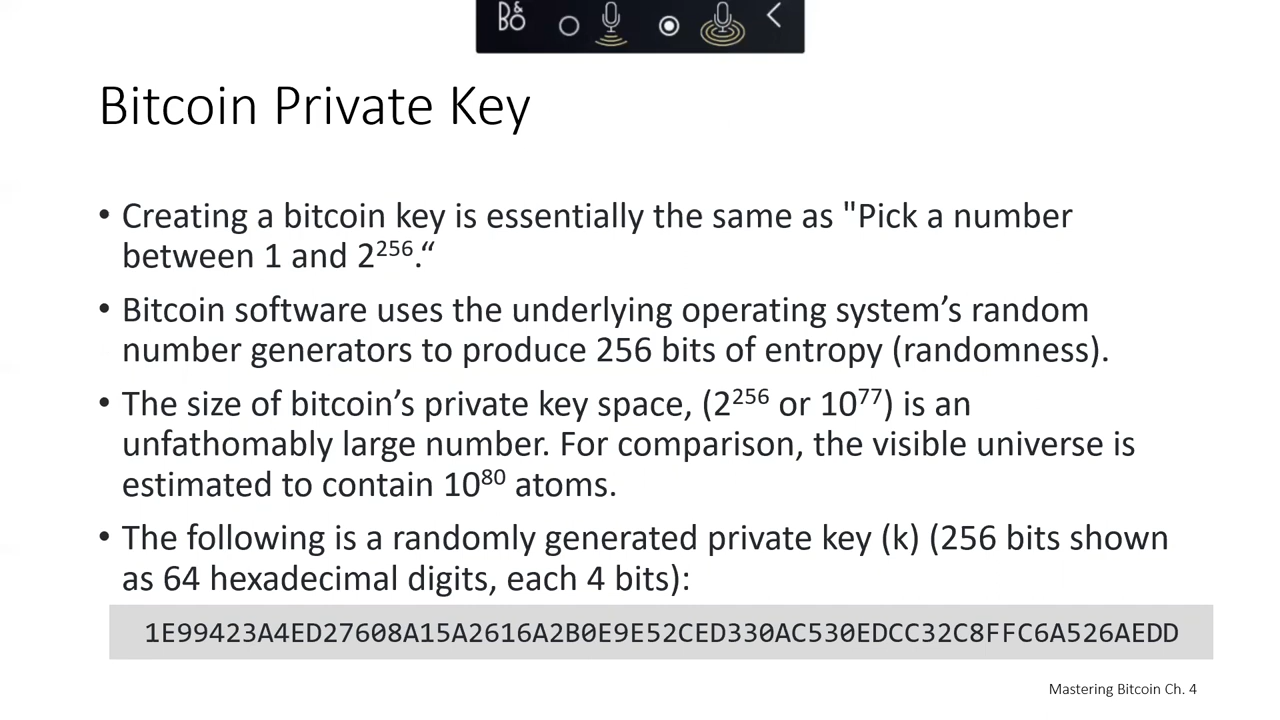 B&O
Bitcoin Private Key
• Creating a bitcoin key is essentially the same as "Pick a number
between 1 and 2²⁵⁶.“
• Bitcoin software uses the underlying operating system’s random
number generators to produce 256 bits of entropy (randomness).
• The size of bitcoin’s private key space, (2²⁵⁶ or 10⁷⁷) is an
unfathomably large number. For comparison, the visible universe is
estimated to contain 10⁸⁰ atoms.
• The following is a randomly generated private key (k) (256 bits shown
as 64 hexadecimal digits, each 4 bits):
1E99423A4ED27608A15A2616A2B0E9E52CED330AC530EDCC32C8FFC6A526AEDD
Mastering Bitcoin Ch. 4